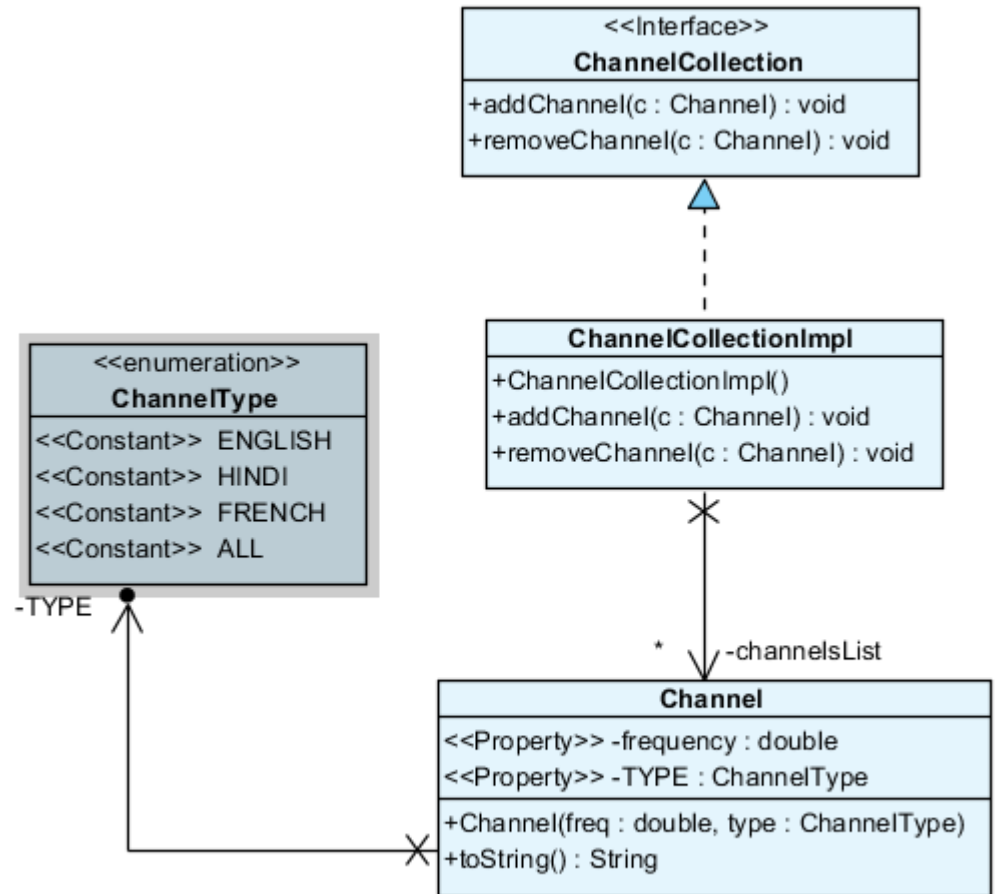 <<Interface>>
ChannelCollection
+addChannel(c : Channel) : void
+removeChannel(c : Channel) : void
ChannelCollectionImpl
+ChannelCollectionImpl()
+addChannel(c : Channel) : void
+removeChannel(c : Channel) : void
<<enumeration>>
ChannelType
<<Constant>> ENGLISH
<<Constant>> HINDI
<<Constant>> FRENCH
<<Constant>> ALL
-TYPE
* -channelsList
Channel
<<Property>> -frequency : double
<<Property>> -TYPE : ChannelType
+Channel(freq : double, type : ChannelType)
+toString() : String